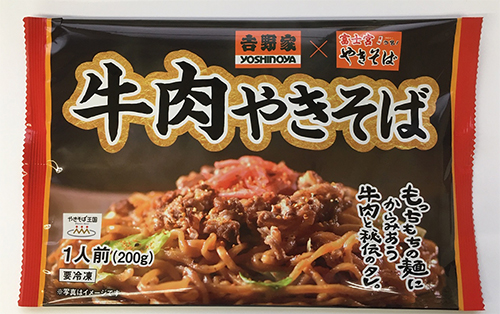 吉野家
YOSHINOYA
×
富士宮
やきそば
牛肉やきそば
もっちもちの麺に
からみあう
牛肉と秘伝のタレ。
やきそば王国
1人前(200g)
要冷凍
※写真はイメージです